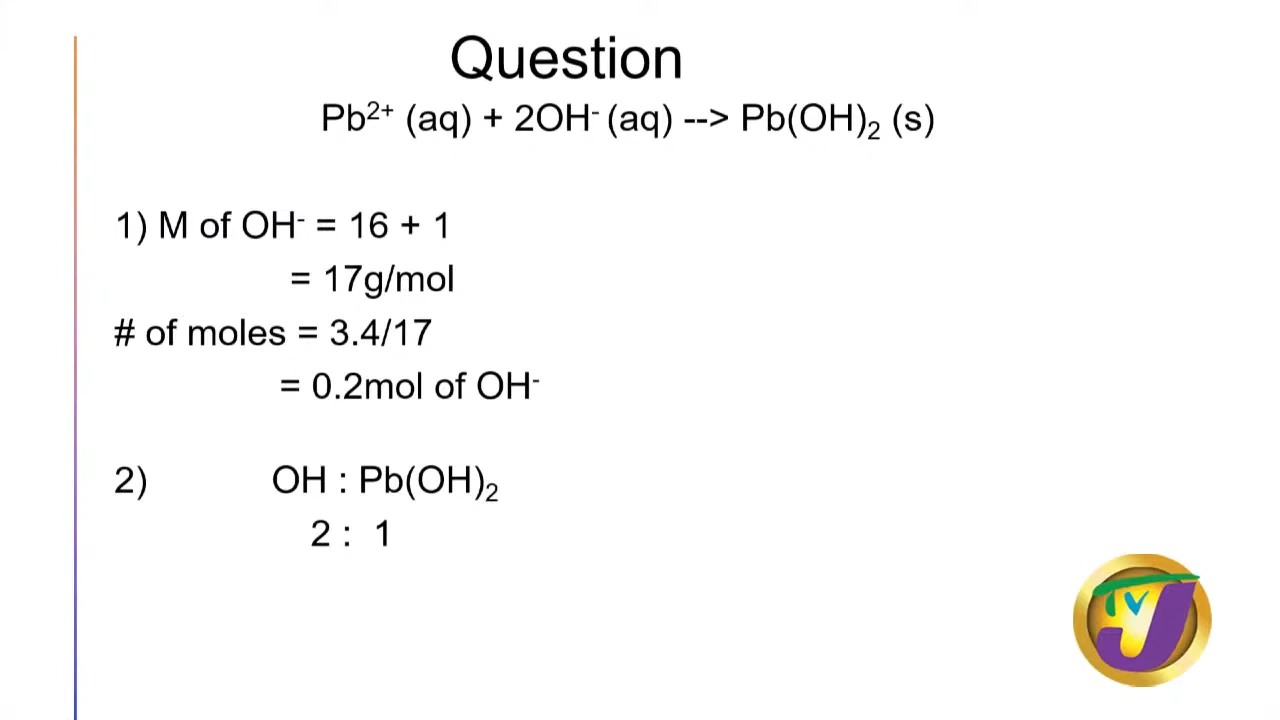 Question
Pb²⁺ (aq) + 2OH⁻ (aq) --> Pb(OH)₂ (s)
1) M of OH⁻ = 16 + 1
= 17g/mol
# of moles = 3.4/17
= 0.2mol of OH⁻
2) OH : Pb(OH)₂
2 : 1
TVJ